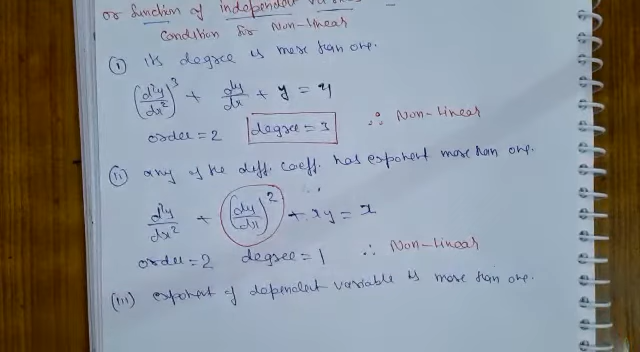 or function of independent
Condition for Non-linear
(i) its degree is more than one.
(d²y/dx²)³ + dy/dx + y = 4
order = 2 degree = 3 ∴ Non-linear
(ii) any of the diff. coeff. has exponent more than one.
d²y/dx² + (dy/dx)² + xy = x
order = 2 degree = 1 ∴ Non-linear
(iii) exponent of dependent variable is more than one.